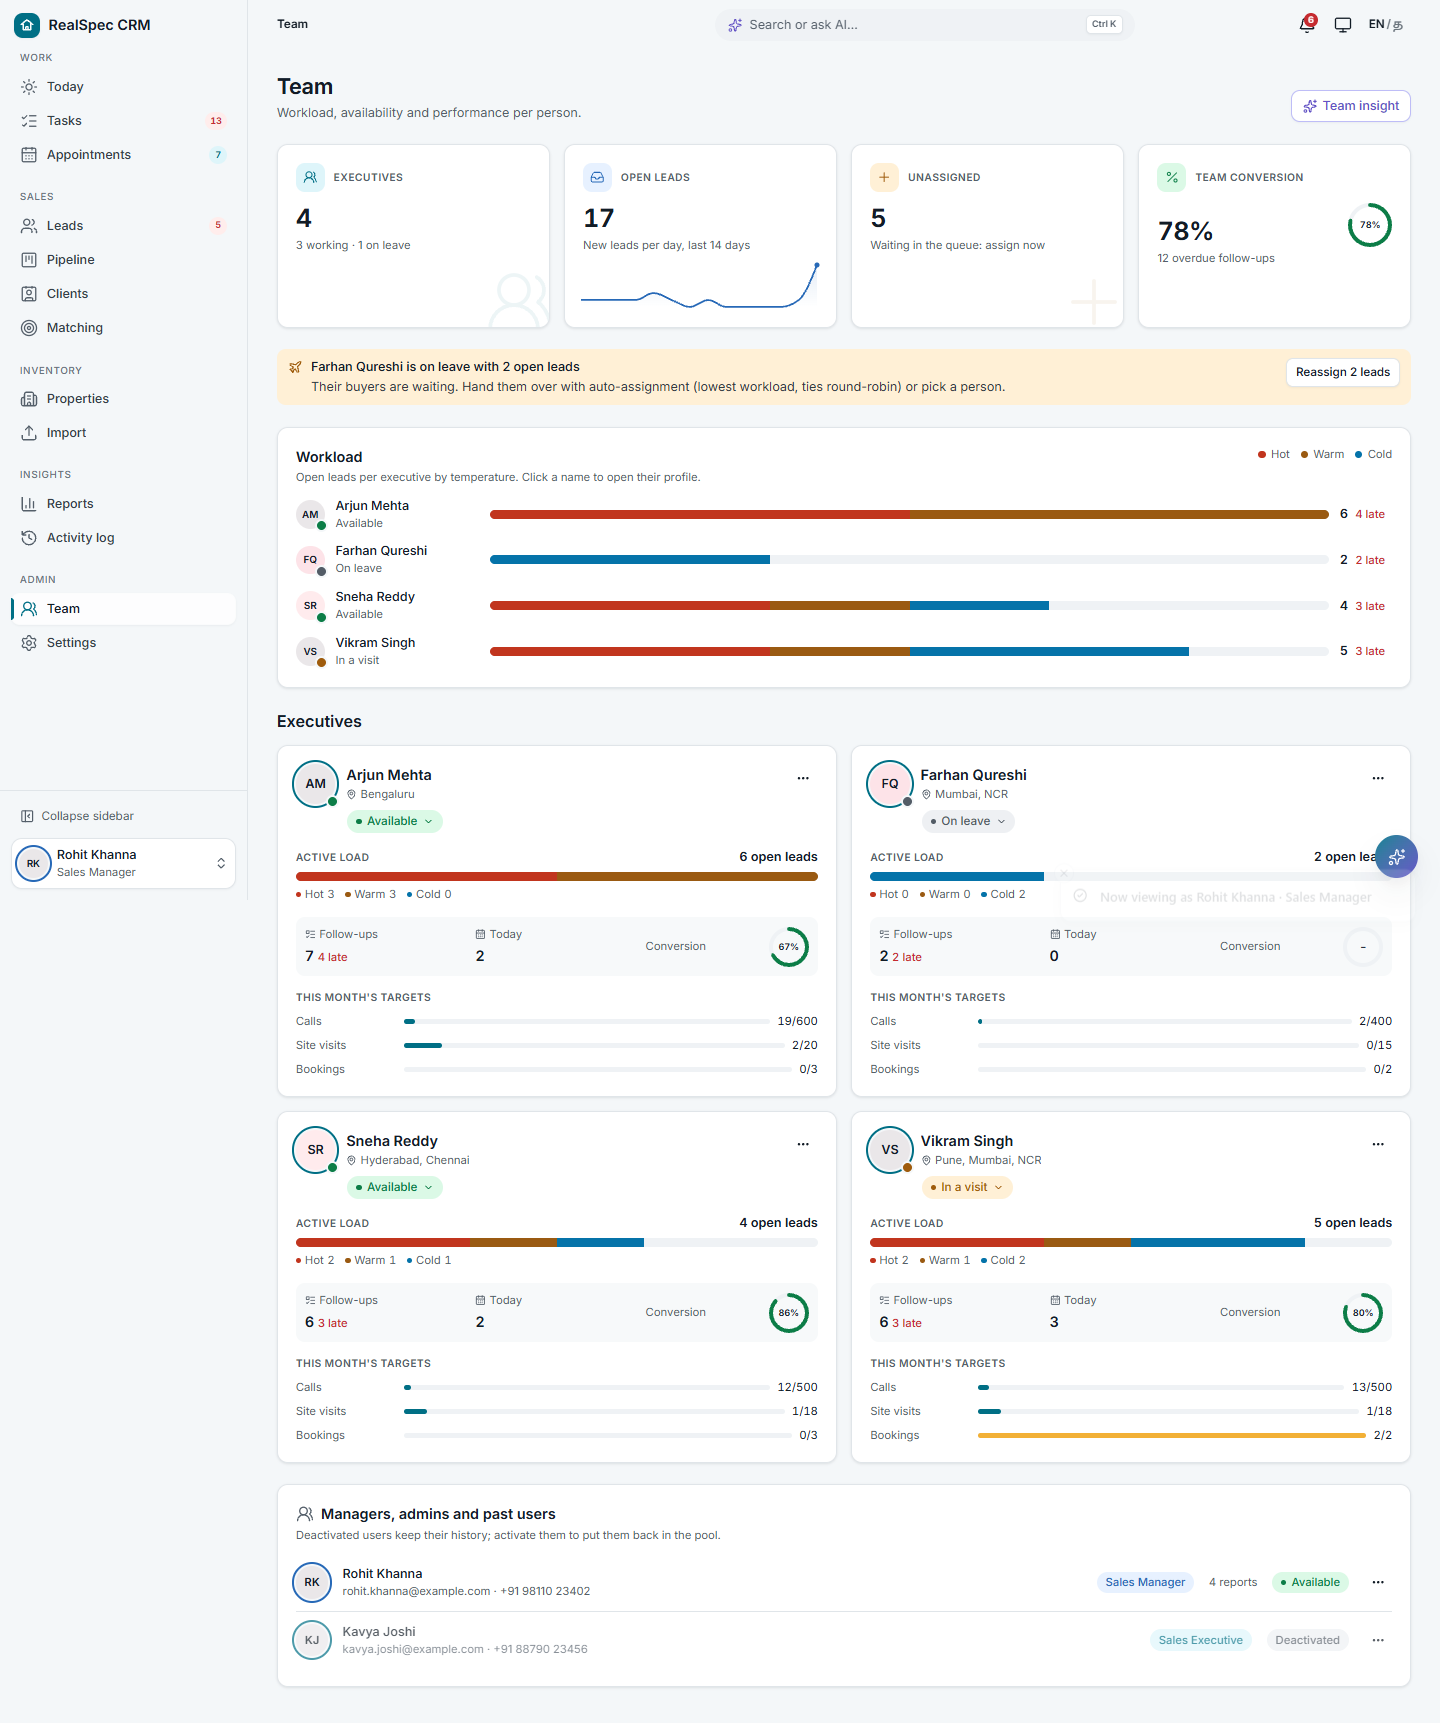 RealSpec CRM
WORK
Today
Tasks 13
Appointments 7
SALES
Leads 5
Pipeline
Clients
Matching
INVENTORY
Properties
Import
INSIGHTS
Reports
Activity log
ADMIN
Team
Settings
Collapse sidebar
RK
Rohit Khanna
Sales Manager
Team
Search or ask AI...
Ctrl K
6
EN / த
Team
Workload, availability and performance per person.
Team insight
EXECUTIVES
4
3 working · 1 on leave
OPEN LEADS
17
New leads per day, last 14 days
UNASSIGNED
5
Waiting in the queue: assign now
TEAM CONVERSION
78%
78%
12 overdue follow-ups
Farhan Qureshi is on leave with 2 open leads
Their buyers are waiting. Hand them over with auto-assignment (lowest workload, ties round-robin) or pick a person.
Reassign 2 leads
Workload
Hot Warm Cold
Open leads per executive by temperature. Click a name to open their profile.
AM
Arjun Mehta
Available
6 4 late
FQ
Farhan Qureshi
On leave
2 2 late
SR
Sneha Reddy
Available
4 3 late
VS
Vikram Singh
In a visit
5 3 late
Executives
AM
Arjun Mehta
Bengaluru
Available
ACTIVE LOAD 6 open leads
Hot 3 Warm 3 Cold 0
Follow-ups
7 4 late
Today
2
Conversion
67%
THIS MONTH'S TARGETS
Calls 19/600
Site visits 2/20
Bookings 0/3
FQ
Farhan Qureshi
Mumbai, NCR
On leave
ACTIVE LOAD 2 open lea
Hot 0 Warm 0 Cold 2
Now viewing as Rohit Khanna · Sales Manager
Follow-ups
2 2 late
Today
0
Conversion
-
THIS MONTH'S TARGETS
Calls 2/400
Site visits 0/15
Bookings 0/2
SR
Sneha Reddy
Hyderabad, Chennai
Available
ACTIVE LOAD 4 open leads
Hot 2 Warm 1 Cold 1
Follow-ups
6 3 late
Today
2
Conversion
86%
THIS MONTH'S TARGETS
Calls 12/500
Site visits 1/18
Bookings 0/3
VS
Vikram Singh
Pune, Mumbai, NCR
In a visit
ACTIVE LOAD 5 open leads
Hot 2 Warm 1 Cold 2
Follow-ups
6 3 late
Today
3
Conversion
80%
THIS MONTH'S TARGETS
Calls 13/500
Site visits 1/18
Bookings 2/2
Managers, admins and past users
Deactivated users keep their history; activate them to put them back in the pool.
RK
Rohit Khanna
rohit.khanna@example.com · +91 98110 23402
Sales Manager 4 reports Available
KJ
Kavya Joshi
kavya.joshi@example.com · +91 88790 23456
Sales Executive Deactivated